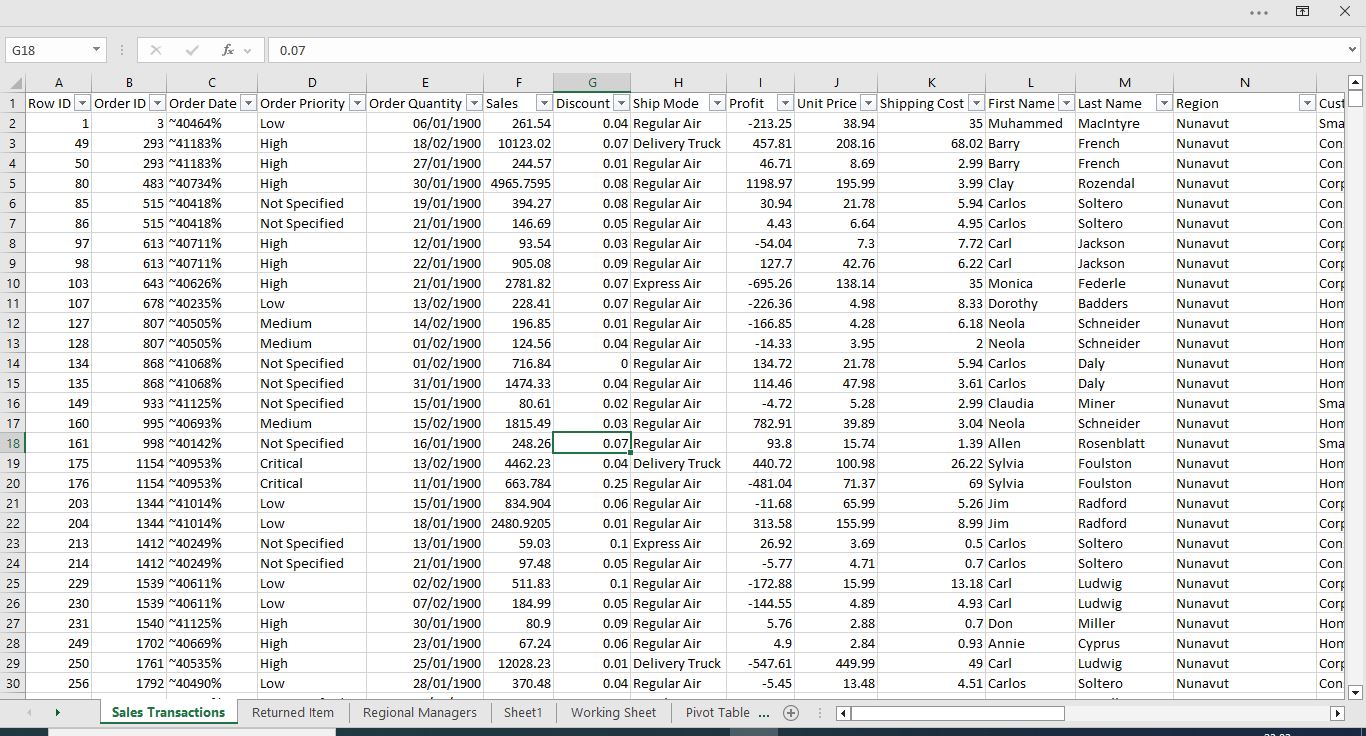 G18 fx 0.07
A B C D E F G H I J K L M N
1 Row ID Order ID Order Date Order Priority Order Quantity Sales Discount Ship Mode Profit Unit Price Shipping Cost First Name Last Name Region Cust
2 1 3 ~40464% Low 06/01/1900 261.54 0.04 Regular Air -213.25 38.94 35 Muhammed MacIntyre Nunavut Sma
3 49 293 ~41183% High 18/02/1900 10123.02 0.07 Delivery Truck 457.81 208.16 68.02 Barry French Nunavut Con
4 50 293 ~41183% High 27/01/1900 244.57 0.01 Regular Air 46.71 8.69 2.99 Barry French Nunavut Con
5 80 483 ~40734% High 30/01/1900 4965.7595 0.08 Regular Air 1198.97 195.99 3.99 Clay Rozendal Nunavut Corp
6 85 515 ~40418% Not Specified 19/01/1900 394.27 0.08 Regular Air 30.94 21.78 5.94 Carlos Soltero Nunavut Con
7 86 515 ~40418% Not Specified 21/01/1900 146.69 0.05 Regular Air 4.43 6.64 4.95 Carlos Soltero Nunavut Con
8 97 613 ~40711% High 12/01/1900 93.54 0.03 Regular Air -54.04 7.3 7.72 Carl Jackson Nunavut Corp
9 98 613 ~40711% High 22/01/1900 905.08 0.09 Regular Air 127.7 42.76 6.22 Carl Jackson Nunavut Corp
10 103 643 ~40626% High 21/01/1900 2781.82 0.07 Express Air -695.26 138.14 35 Monica Federle Nunavut Corp
11 107 678 ~40235% Low 13/02/1900 228.41 0.07 Regular Air -226.36 4.98 8.33 Dorothy Badders Nunavut Hom
12 127 807 ~40505% Medium 14/02/1900 196.85 0.01 Regular Air -166.85 4.28 6.18 Neola Schneider Nunavut Hom
13 128 807 ~40505% Medium 01/02/1900 124.56 0.04 Regular Air -14.33 3.95 2 Neola Schneider Nunavut Hom
14 134 868 ~41068% Not Specified 01/02/1900 716.84 0 Regular Air 134.72 21.78 5.94 Carlos Daly Nunavut Hom
15 135 868 ~41068% Not Specified 31/01/1900 1474.33 0.04 Regular Air 114.46 47.98 3.61 Carlos Daly Nunavut Hom
16 149 933 ~41125% Not Specified 15/01/1900 80.61 0.02 Regular Air -4.72 5.28 2.99 Claudia Miner Nunavut Sma
17 160 995 ~40693% Medium 15/02/1900 1815.49 0.03 Regular Air 782.91 39.89 3.04 Neola Schneider Nunavut Hom
18 161 998 ~40142% Not Specified 16/01/1900 248.26 0.07 Regular Air 93.8 15.74 1.39 Allen Rosenblatt Nunavut Sma
19 175 1154 ~40953% Critical 13/02/1900 4462.23 0.04 Delivery Truck 440.72 100.98 26.22 Sylvia Foulston Nunavut Hom
20 176 1154 ~40953% Critical 11/01/1900 663.784 0.25 Regular Air -481.04 71.37 69 Sylvia Foulston Nunavut Hom
21 203 1344 ~41014% Low 15/01/1900 834.904 0.06 Regular Air -11.68 65.99 5.26 Jim Radford Nunavut Corp
22 204 1344 ~41014% Low 18/01/1900 2480.9205 0.01 Regular Air 313.58 155.99 8.99 Jim Radford Nunavut Corp
23 213 1412 ~40249% Not Specified 13/01/1900 59.03 0.1 Express Air 26.92 3.69 0.5 Carlos Soltero Nunavut Con
24 214 1412 ~40249% Not Specified 21/01/1900 97.48 0.05 Regular Air -5.77 4.71 0.7 Carlos Soltero Nunavut Con
25 229 1539 ~40611% Low 02/02/1900 511.83 0.1 Regular Air -172.88 15.99 13.18 Carl Ludwig Nunavut Corp
26 230 1539 ~40611% Low 07/02/1900 184.99 0.05 Regular Air -144.55 4.89 4.93 Carl Ludwig Nunavut Corp
27 231 1540 ~41125% High 30/01/1900 80.9 0.09 Regular Air 5.76 2.88 0.7 Don Miller Nunavut Hom
28 249 1702 ~40669% High 23/01/1900 67.24 0.06 Regular Air 4.9 2.84 0.93 Annie Cyprus Nunavut Hom
29 250 1761 ~40535% High 25/01/1900 12028.23 0.01 Delivery Truck -547.61 449.99 49 Carl Ludwig Nunavut Corp
30 256 1792 ~40490% Low 28/01/1900 370.48 0.04 Regular Air -5.45 13.48 4.51 Carlos Soltero Nunavut Con
Sales Transactions Returned Item Regional Managers Sheet1 Working Sheet Pivot Table ...